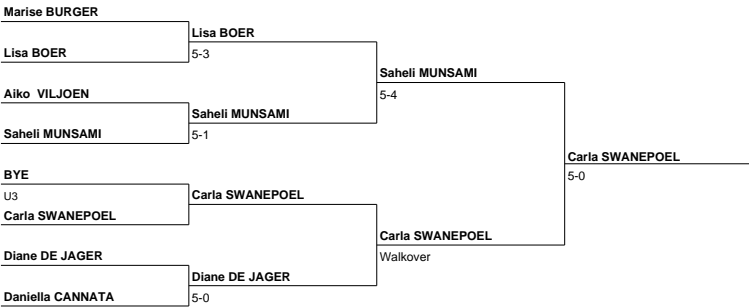 Marise BURGER
Lisa BOER
Lisa BOER
5-3
Saheli MUNSAMI
Aiko  VILJOEN
5-4
Saheli MUNSAMI
Saheli MUNSAMI
5-1
Carla SWANEPOEL
BYE
5-0
U3
Carla SWANEPOEL
Carla SWANEPOEL
Carla SWANEPOEL
Diane DE JAGER
Walkover
Diane DE JAGER
Daniella CANNATA
5-0